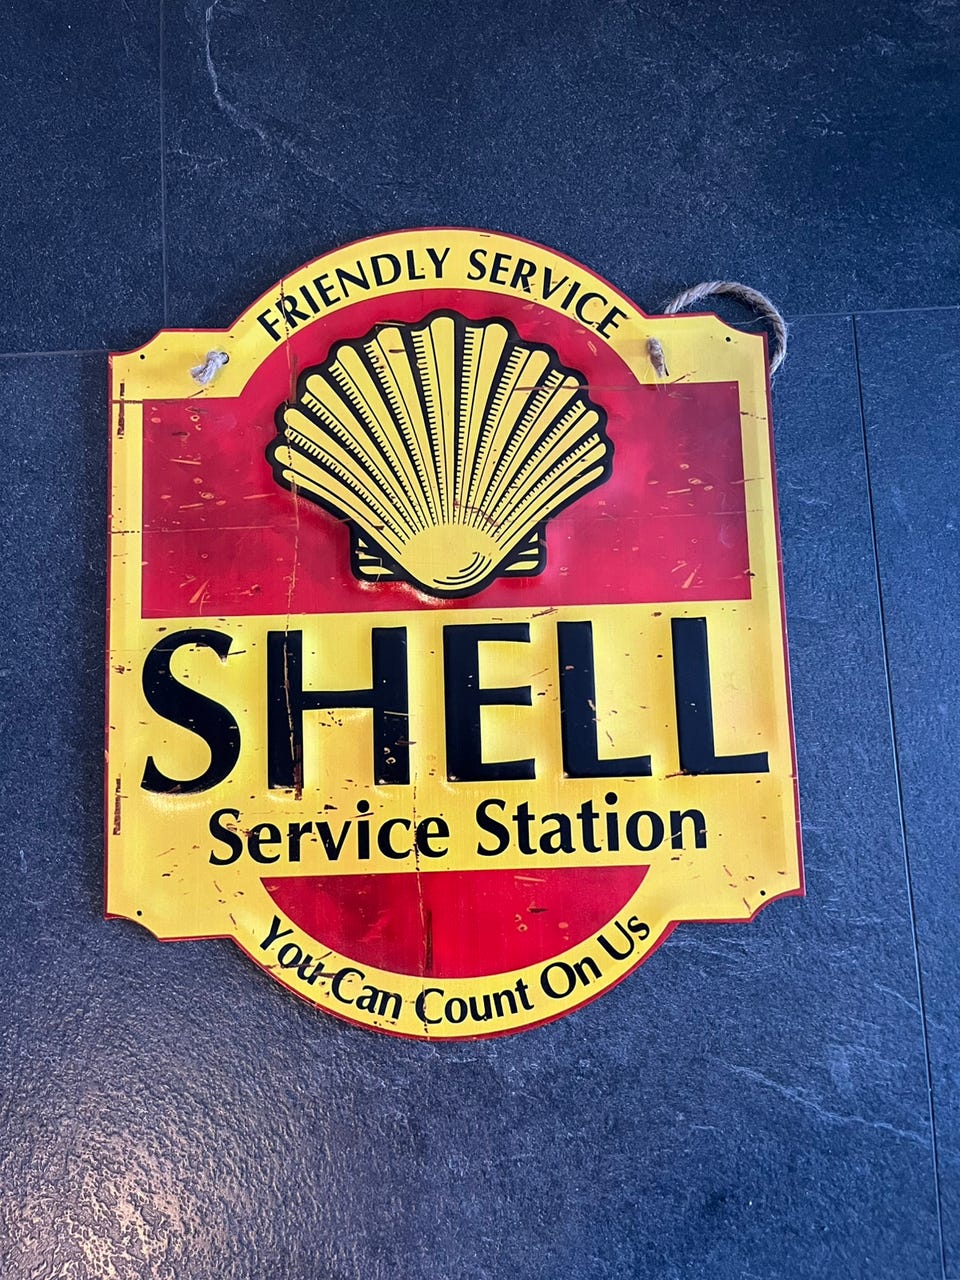 FRIENDLY SERVICE
SHELL
Service Station
You Can Count On Us